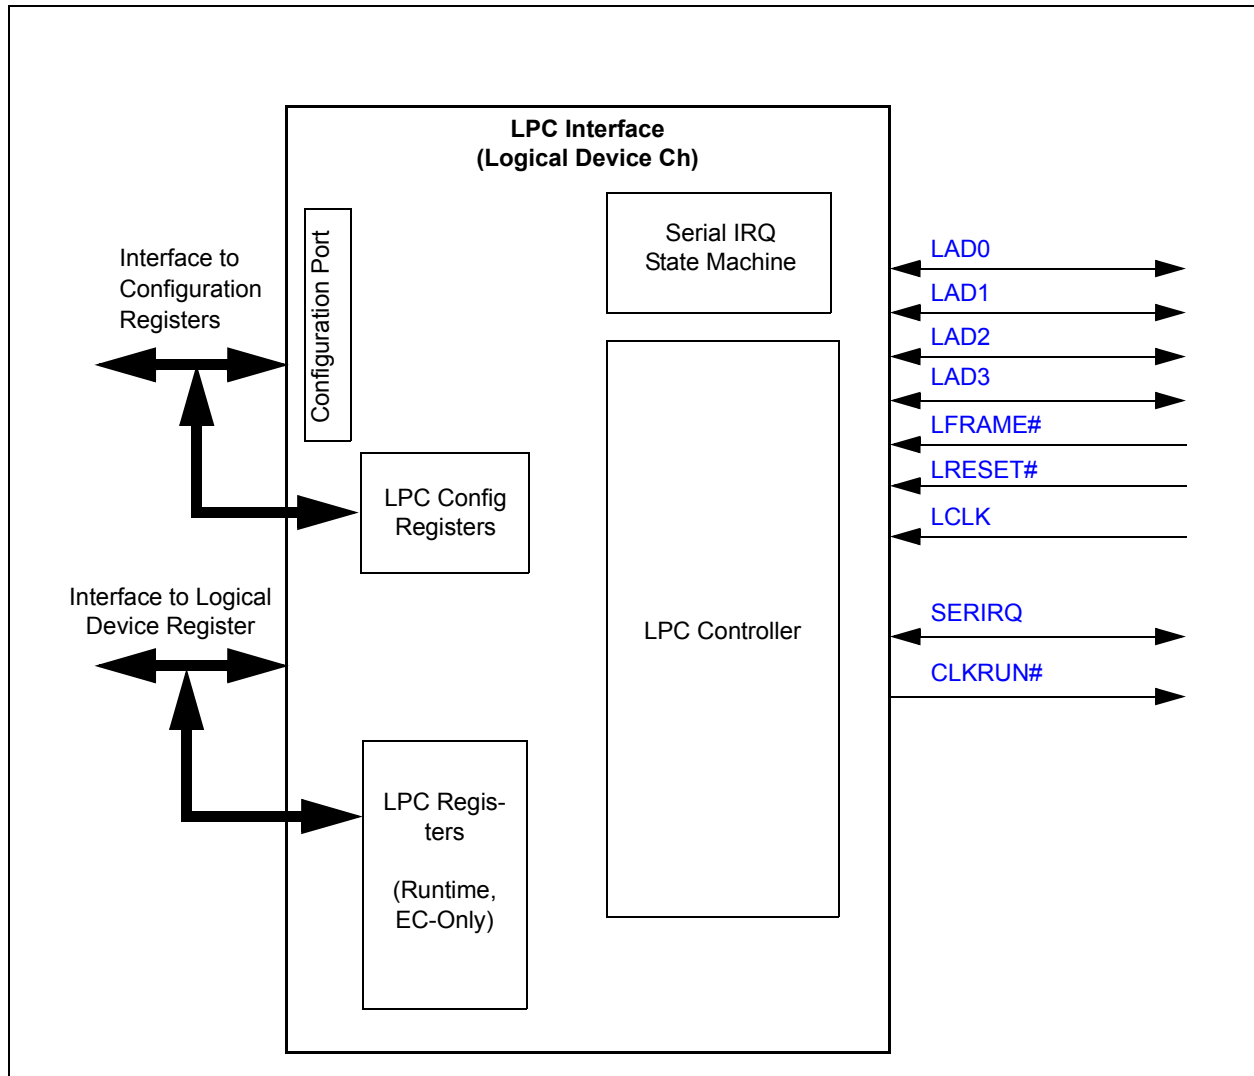 LPC Interface
(Logical Device Ch)
Interface to
Configuration
Registers
Configuration Port
Serial IRQ
State Machine
LPC Config
Registers
Interface to Logical
Device Register
LPC Controller
LPC Regis-
ters
(Runtime,
EC-Only)
LAD0
LAD1
LAD2
LAD3
LFRAME#
LRESET#
LCLK
SERIRQ
CLKRUN#